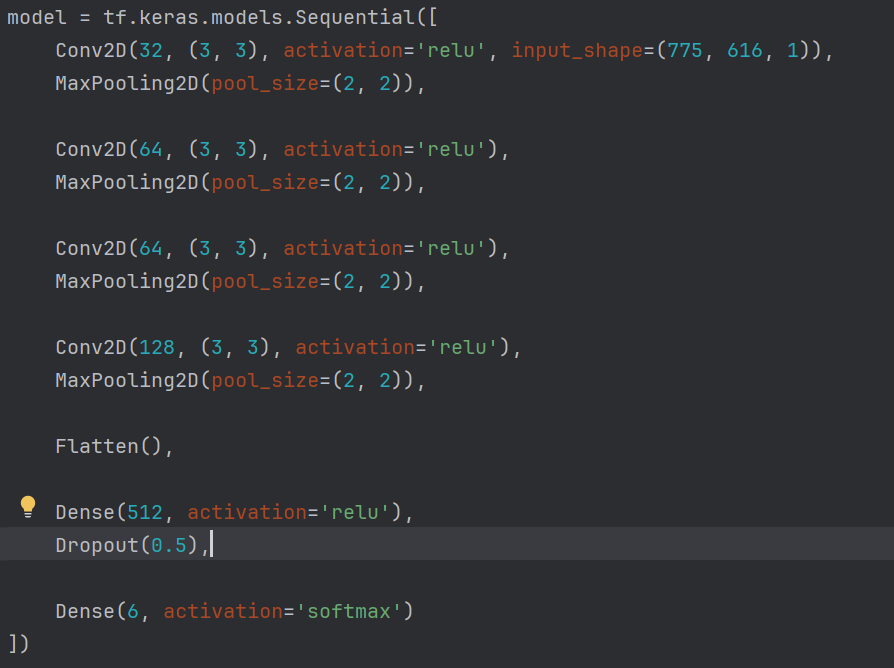 model = tf.keras.models.Sequential([
    Conv2D(32, (3, 3), activation='relu', input_shape=(775, 616, 1)),
    MaxPooling2D(pool_size=(2, 2)),

    Conv2D(64, (3, 3), activation='relu'),
    MaxPooling2D(pool_size=(2, 2)),

    Conv2D(64, (3, 3), activation='relu'),
    MaxPooling2D(pool_size=(2, 2)),

    Conv2D(128, (3, 3), activation='relu'),
    MaxPooling2D(pool_size=(2, 2)),

    Flatten(),

    Dense(512, activation='relu'),
    Dropout(0.5),

    Dense(6, activation='softmax')
])